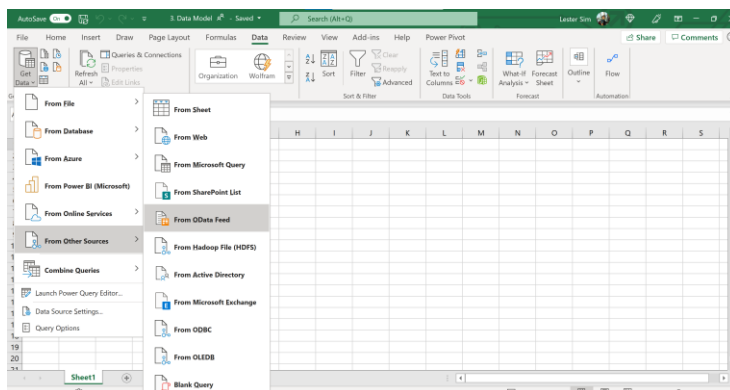 AutoSave On 3. Data Model - Saved Search (Alt+Q) Lester Sim
File Home Insert Draw Page Layout Formulas Data Review View Add-ins Help Power Pivot Share Comments
Get Data
Refresh All
Queries & Connections
Properties
Edit Links
Organization Wolfram
Sort
Filter
Clear
Reapply
Advanced
Sort & Filter
Text to Columns
Data Tools
What-If Analysis
Forecast Sheet
Forecast
Outline
Flow
Automation
From File
From Database
From Azure
From Power BI (Microsoft)
From Online Services
From Other Sources
Combine Queries
Launch Power Query Editor...
Data Source Settings...
Query Options
From Sheet
From Web
From Microsoft Query
From SharePoint List
From OData Feed
From Hadoop File (HDFS)
From Active Directory
From Microsoft Exchange
From ODBC
From OLEDB
Blank Query
H I J K L M N O P Q R S
19
20
21
Sheet1